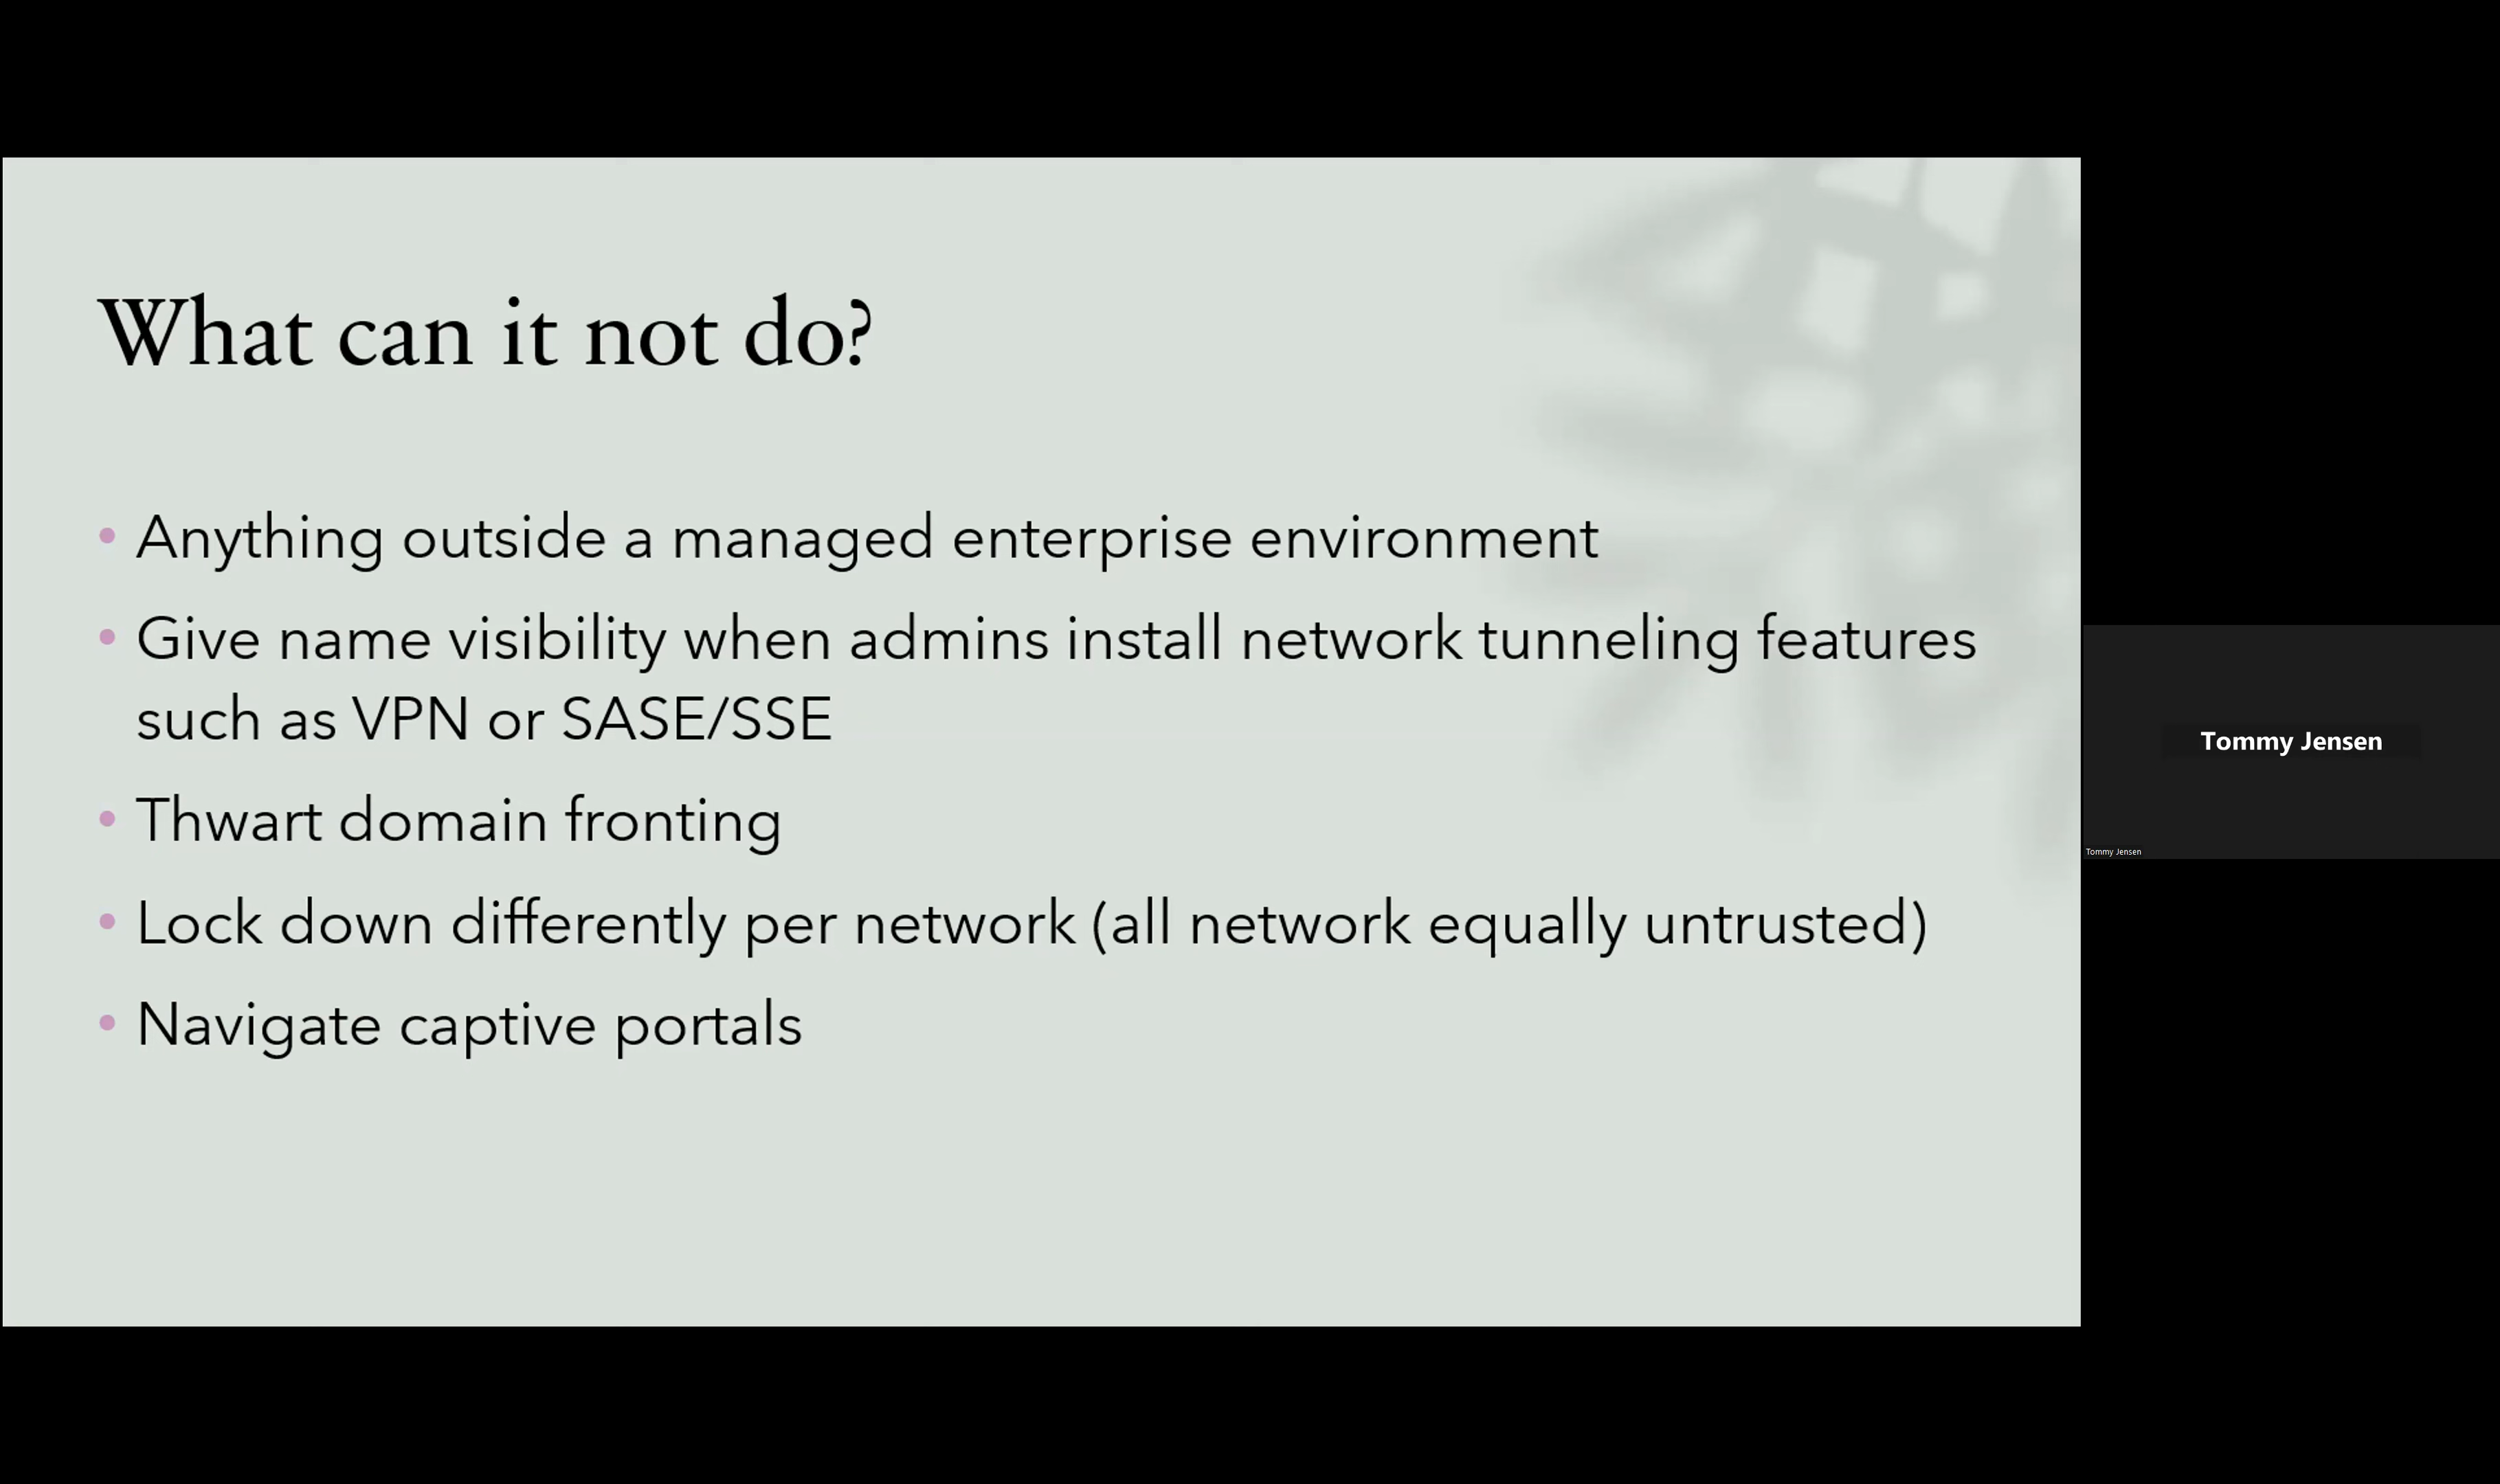 What can it not do?
Anything outside a managed enterprise environment
Give name visibility when admins install network tunneling features
such as VPN or SASE/SSE
Thwart domain fronting
Lock down differently per network (all network equally untrusted)
Navigate captive portals
Tommy Jensen
Tommy Jensen